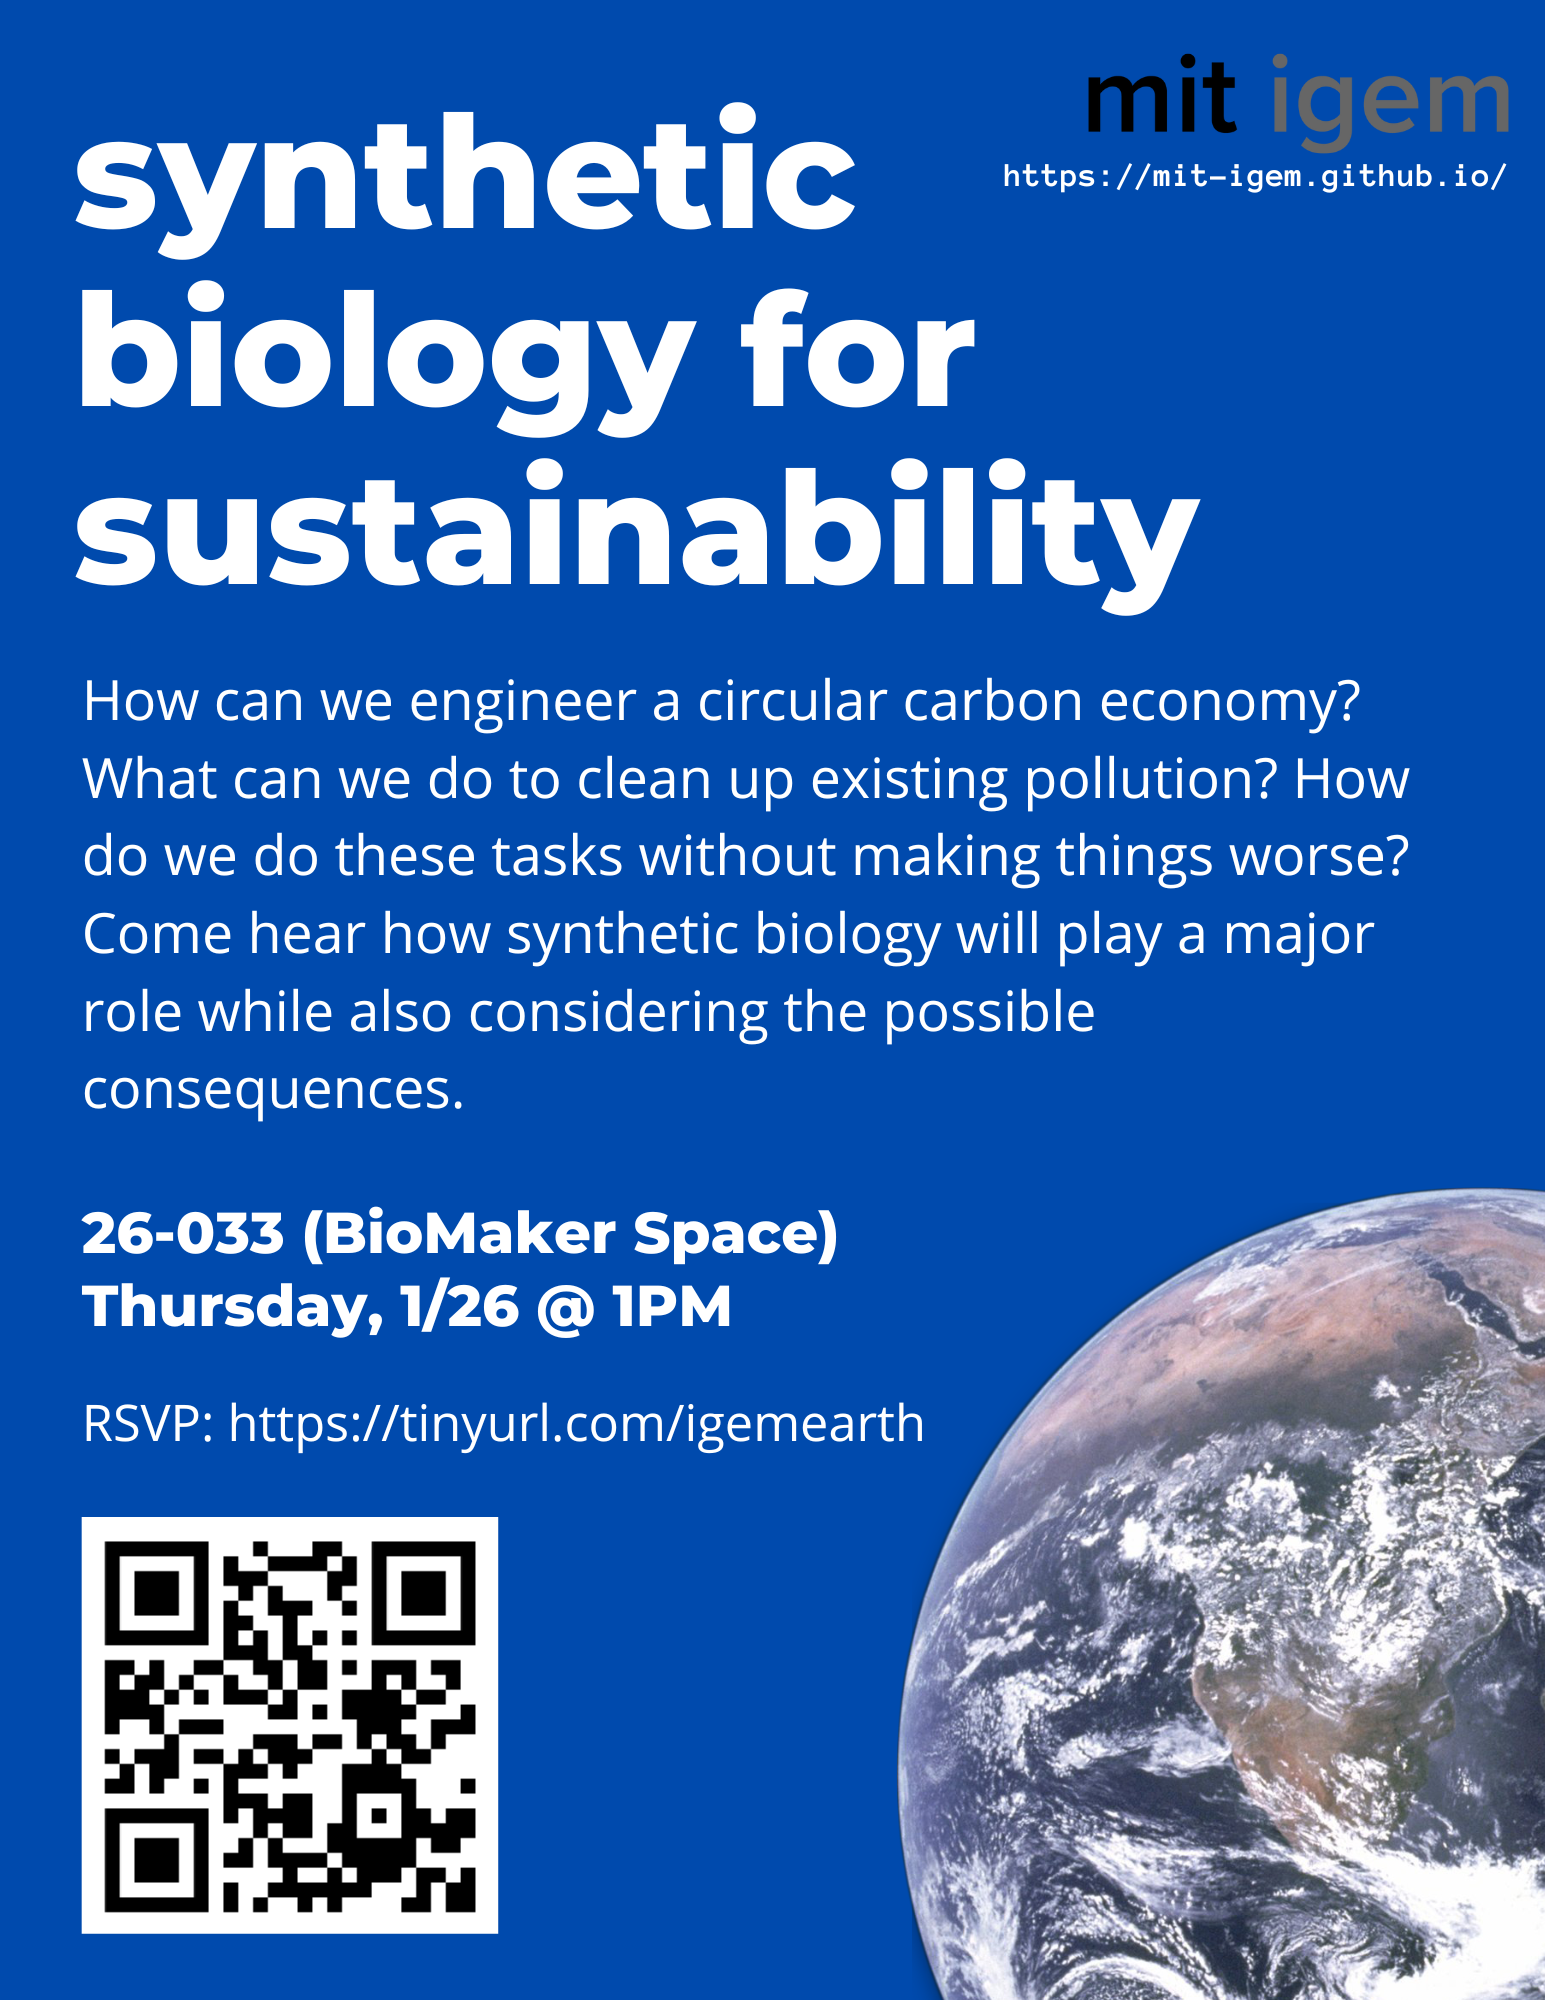 mit igem
https://mit-igem.github.io/
synthetic
biology for
sustainability
How can we engineer a circular carbon economy?
What can we do to clean up existing pollution? How
do we do these tasks without making things worse?
Come hear how synthetic biology will play a major
role while also considering the possible
consequences.
26-033 (BioMaker Space)
Thursday, 1/26 @ 1PM
RSVP: https://tinyurl.com/igemearth